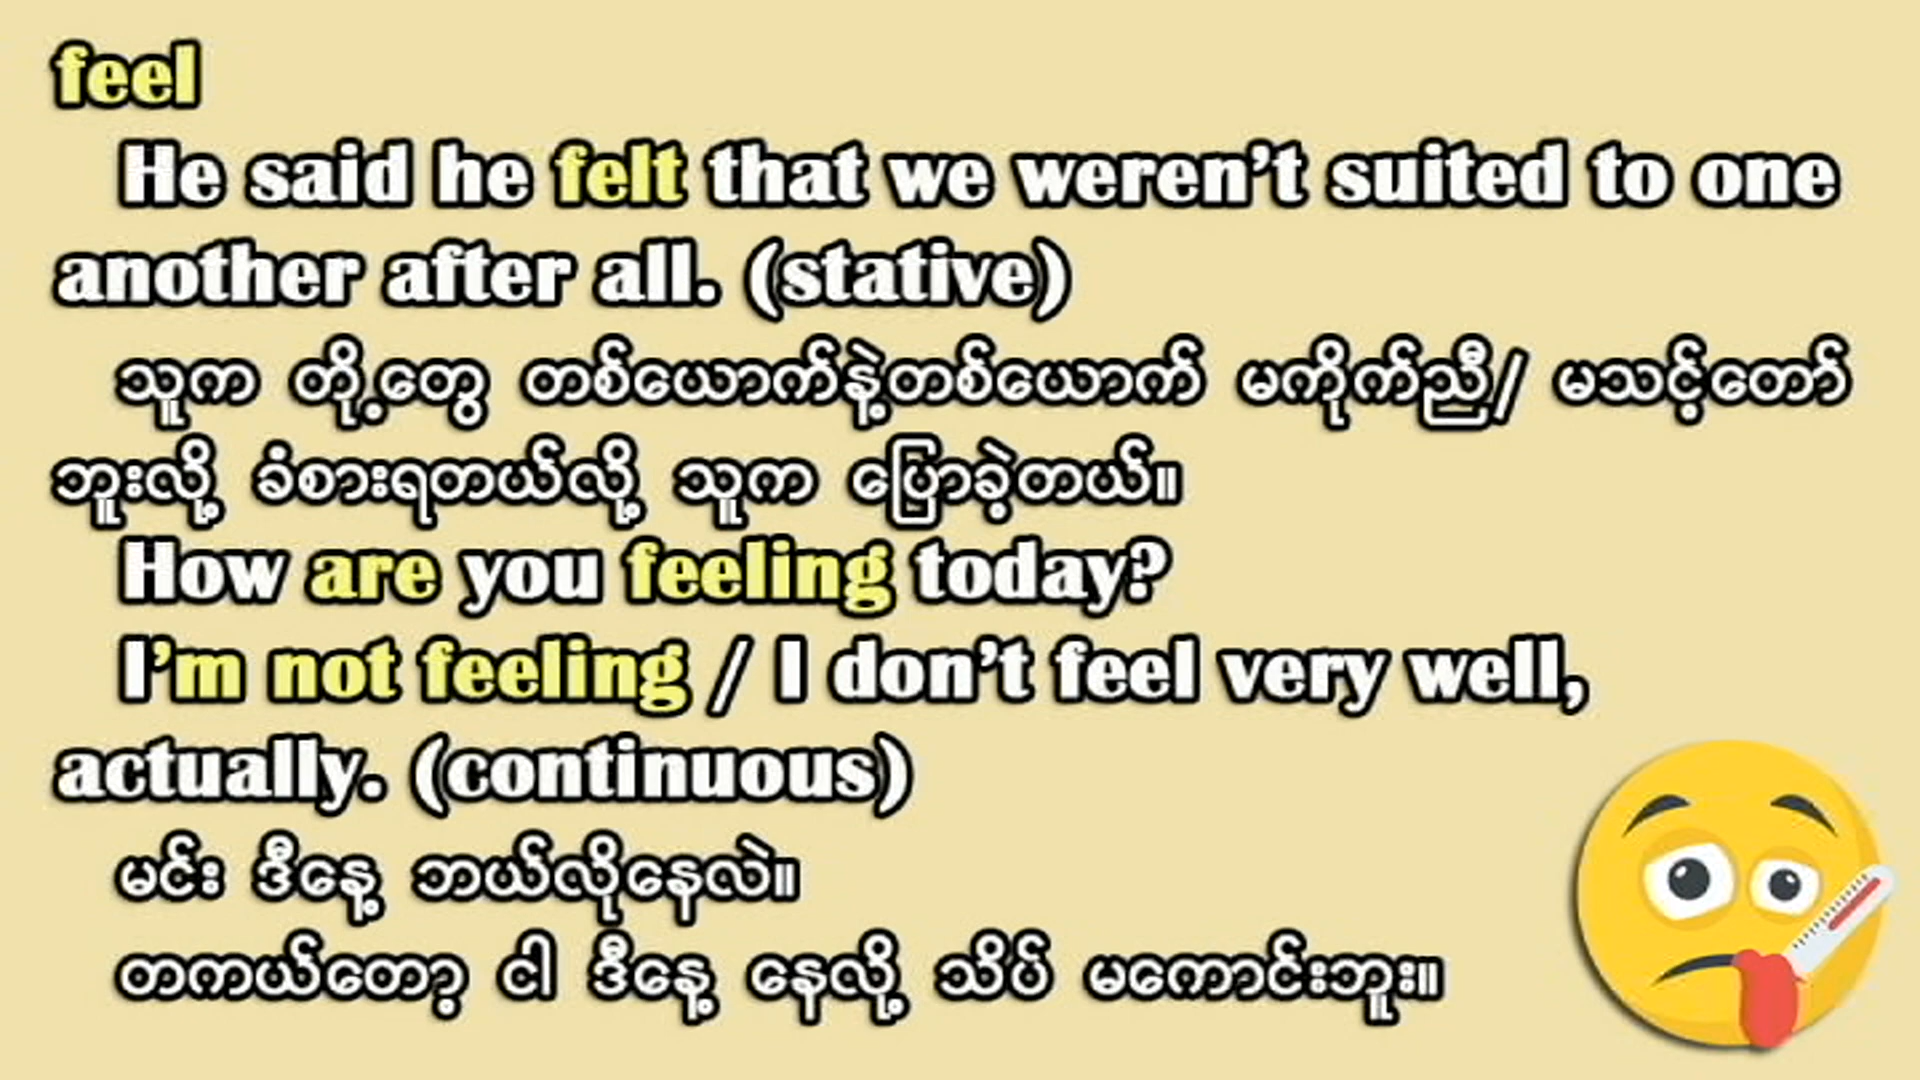 feel
He said he felt that we weren’t suited to one
another after all. (stative)
သူက တို့တွေ တစ်ယောက်နဲ့တစ်ယောက် မကိုက်ညီ/ မသင့်တော်
ဘူးလို့ ခံစားရတယ်လို့ သူက ပြောခဲ့တယ်။
How are you feeling today?
I’m not feeling / I don’t feel very well,
actually. (continuous)
မင်း ဒီနေ့ ဘယ်လိုနေလဲ။
တကယ်တော့ ငါ ဒီနေ့ နေလို့ သိပ် မကောင်းဘူး။